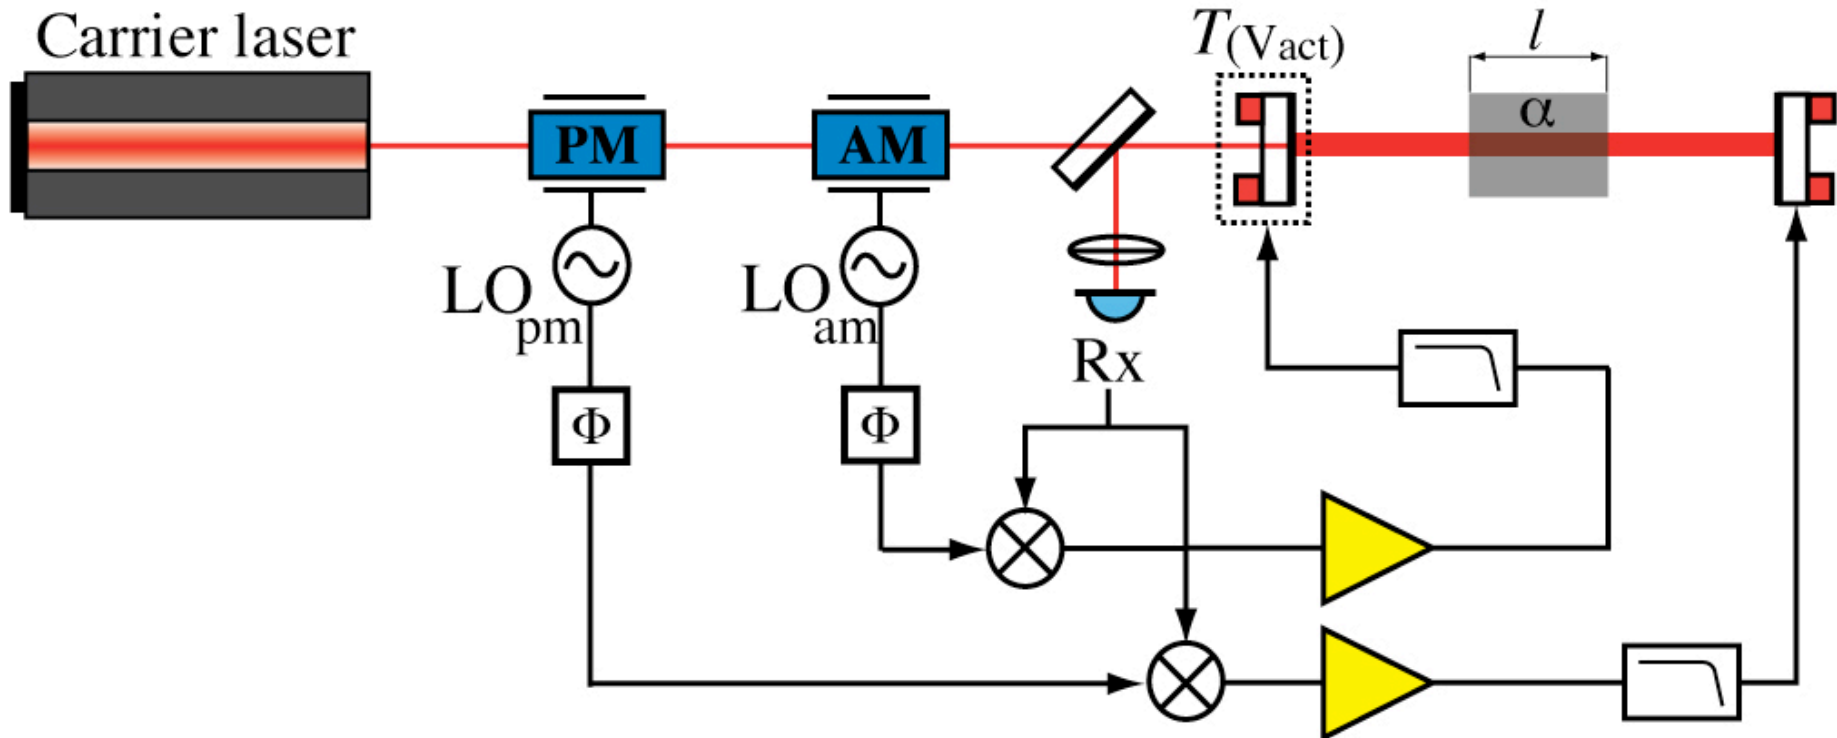 Carrier laser
T(Vact)
l
α
PM
AM
LOpm
LOam
Rx
Φ
Φ